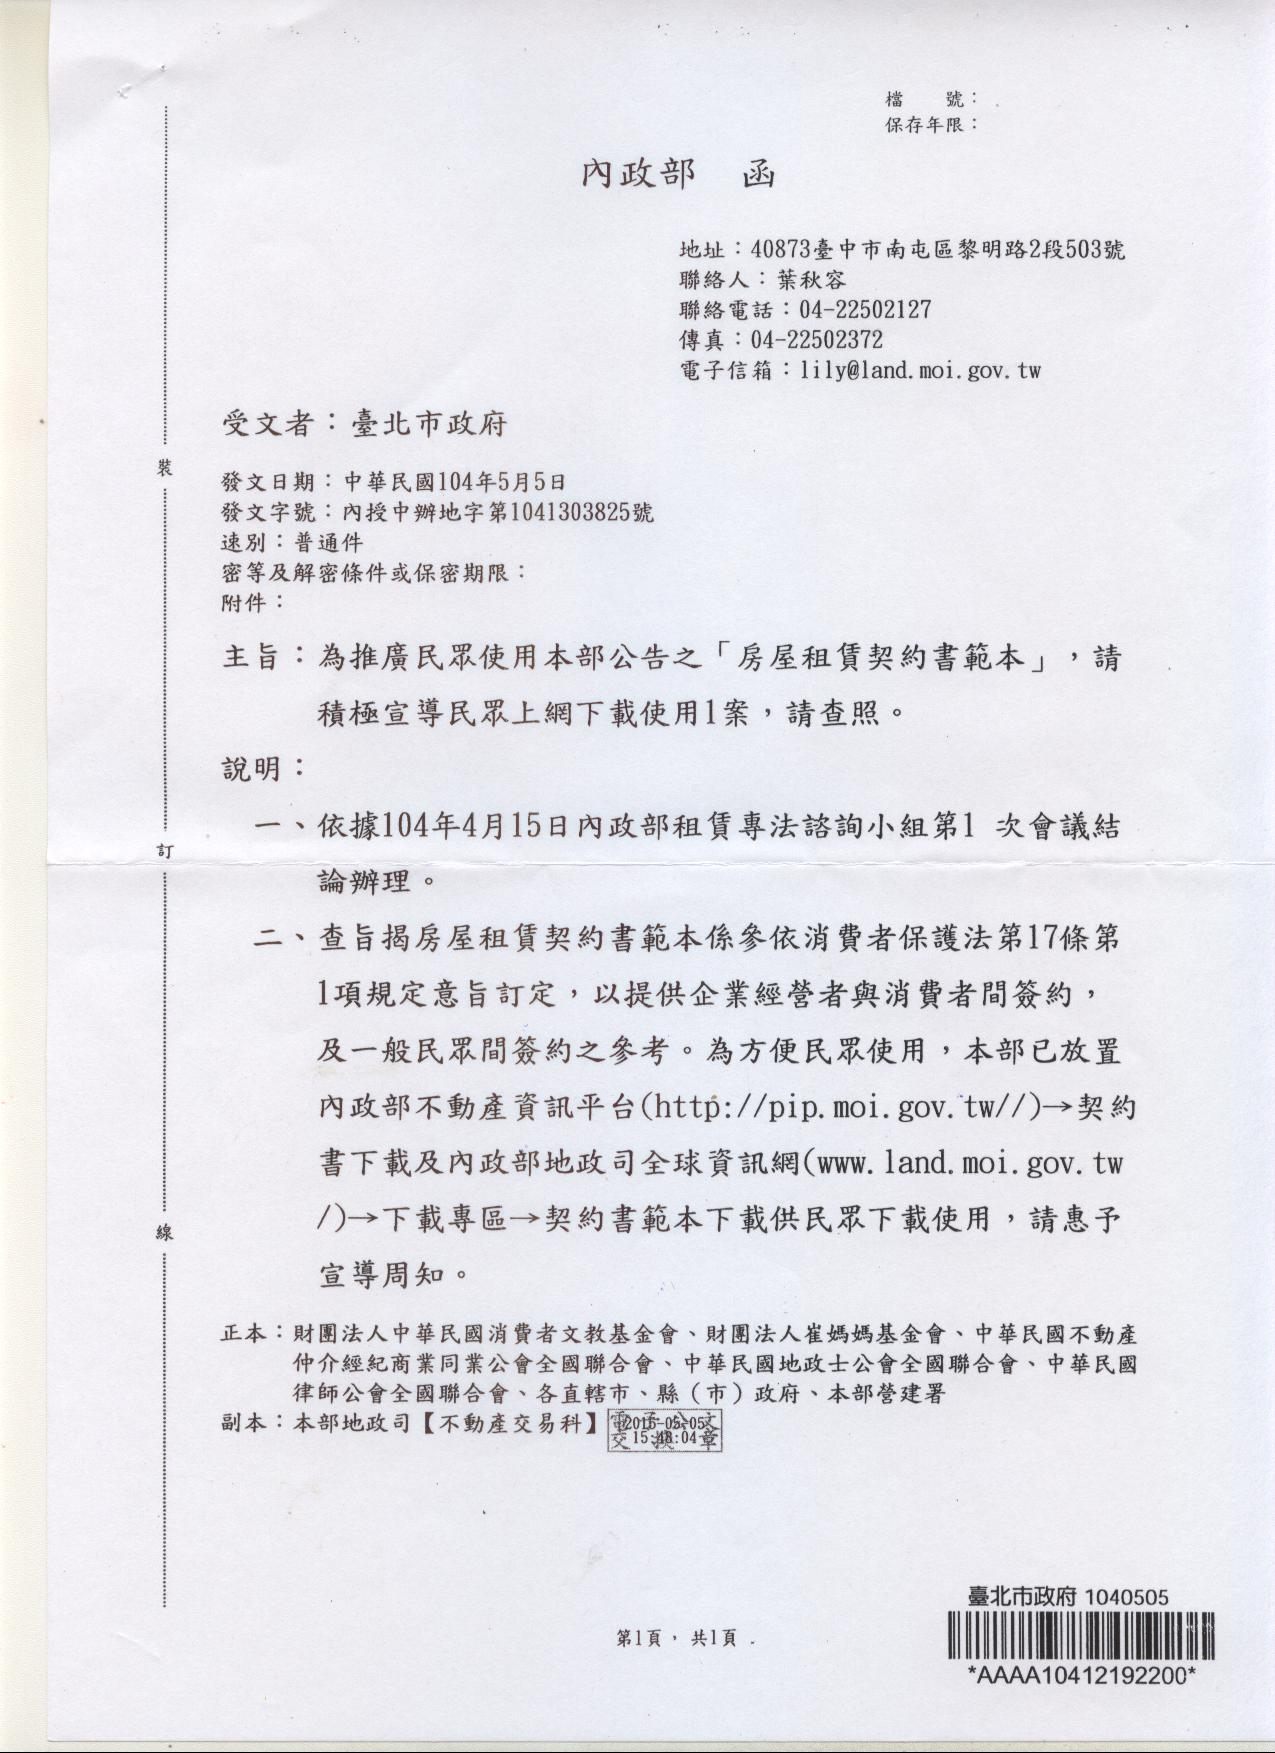 檔　　號：
保存年限：
內政部　函
地址：40873臺中市南屯區黎明路2段503號
聯絡人：葉秋容
聯絡電話：04-22502127
傳真：04-22502372
電子信箱：lily@land.moi.gov.tw
受文者：臺北市政府
發文日期：中華民國104年5月5日
發文字號：內授中辦地字第1041303825號
速別：普通件
密等及解密條件或保密期限：
附件：
主旨：為推廣民眾使用本部公告之「房屋租賃契約書範本」，請
積極宣導民眾上網下載使用1案，請查照。
說明：
一、依據104年4月15日內政部租賃專法諮詢小組第1 次會議結
論辦理。
二、查旨揭房屋租賃契約書範本係參依消費者保護法第17條第
1項規定意旨訂定，以提供企業經營者與消費者間簽約，
及一般民眾間簽約之參考。為方便民眾使用，本部已放置
內政部不動產資訊平台(http://pip.moi.gov.tw//)→契約
書下載及內政部地政司全球資訊網(www.land.moi.gov.tw
/)→下載專區→契約書範本下載供民眾下載使用，請惠予
宣導周知。
正本：財團法人中華民國消費者文教基金會、財團法人崔媽媽基金會、中華民國不動產
仲介經紀商業同業公會全國聯合會、中華民國地政士公會全國聯合會、中華民國
律師公會全國聯合會、各直轄市、縣（市）政府、本部營建署
副本：本部地政司【不動產交易科】
電子公文
交換章
2015-05-05
15:48:04
裝
訂
線
第1頁，共1頁
臺北市政府 1040505
*AAAA10412192200*